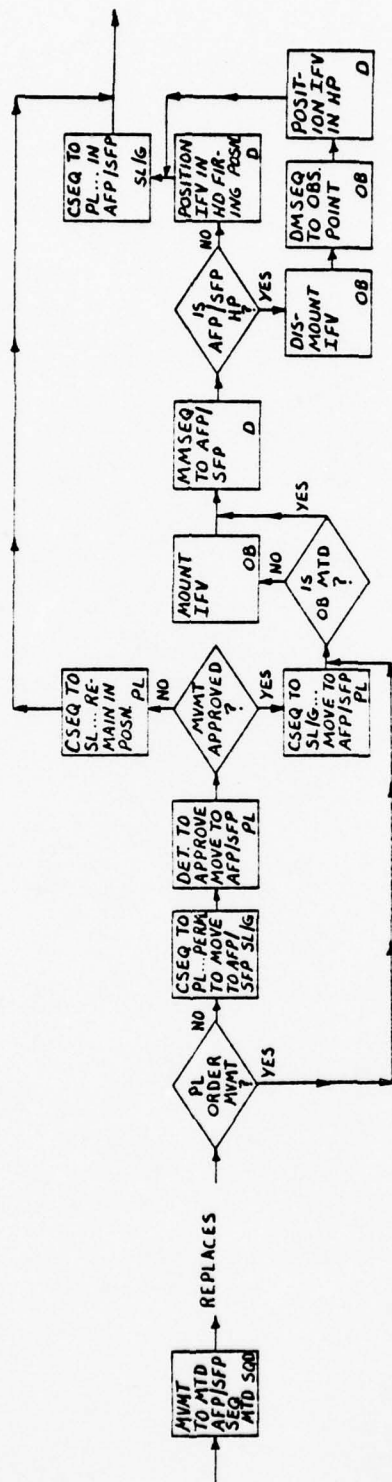 MVMT
TO MTD
AFP/SFP
SEQ
MTD SQD
REPLACES
PL
ORDER
MVMT
?
NO
YES
CSEQ TO
PL...PERM
TO MOVE
TO AFP/
SFP SL/G
DET. TO
APPROVE
MOVE TO
AFP/SFP
PL
MVMT
APPROVED
?
NO
YES
CSEQ TO
SL...RE-
MAIN IN
POSN. PL
CSEQ TO
SL/G...
MOVE TO
AFP/SFP
PL
IS
OB MTD
?
NO
YES
MOUNT
IFV
OB
MMSEQ
TO AFP/
SFP
D
IS
AFP/SFP
HP
?
NO
YES
POSITION
IFV IN
HD FIR-
ING POSN.
D
CSEQ TO
PL... IN
AFP/SFP
SL/G
DIS-
MOUNT
IFV
OB
DMSEQ
TO OBS.
POINT
OB
POSIT-
ION IFV
IN HP
D